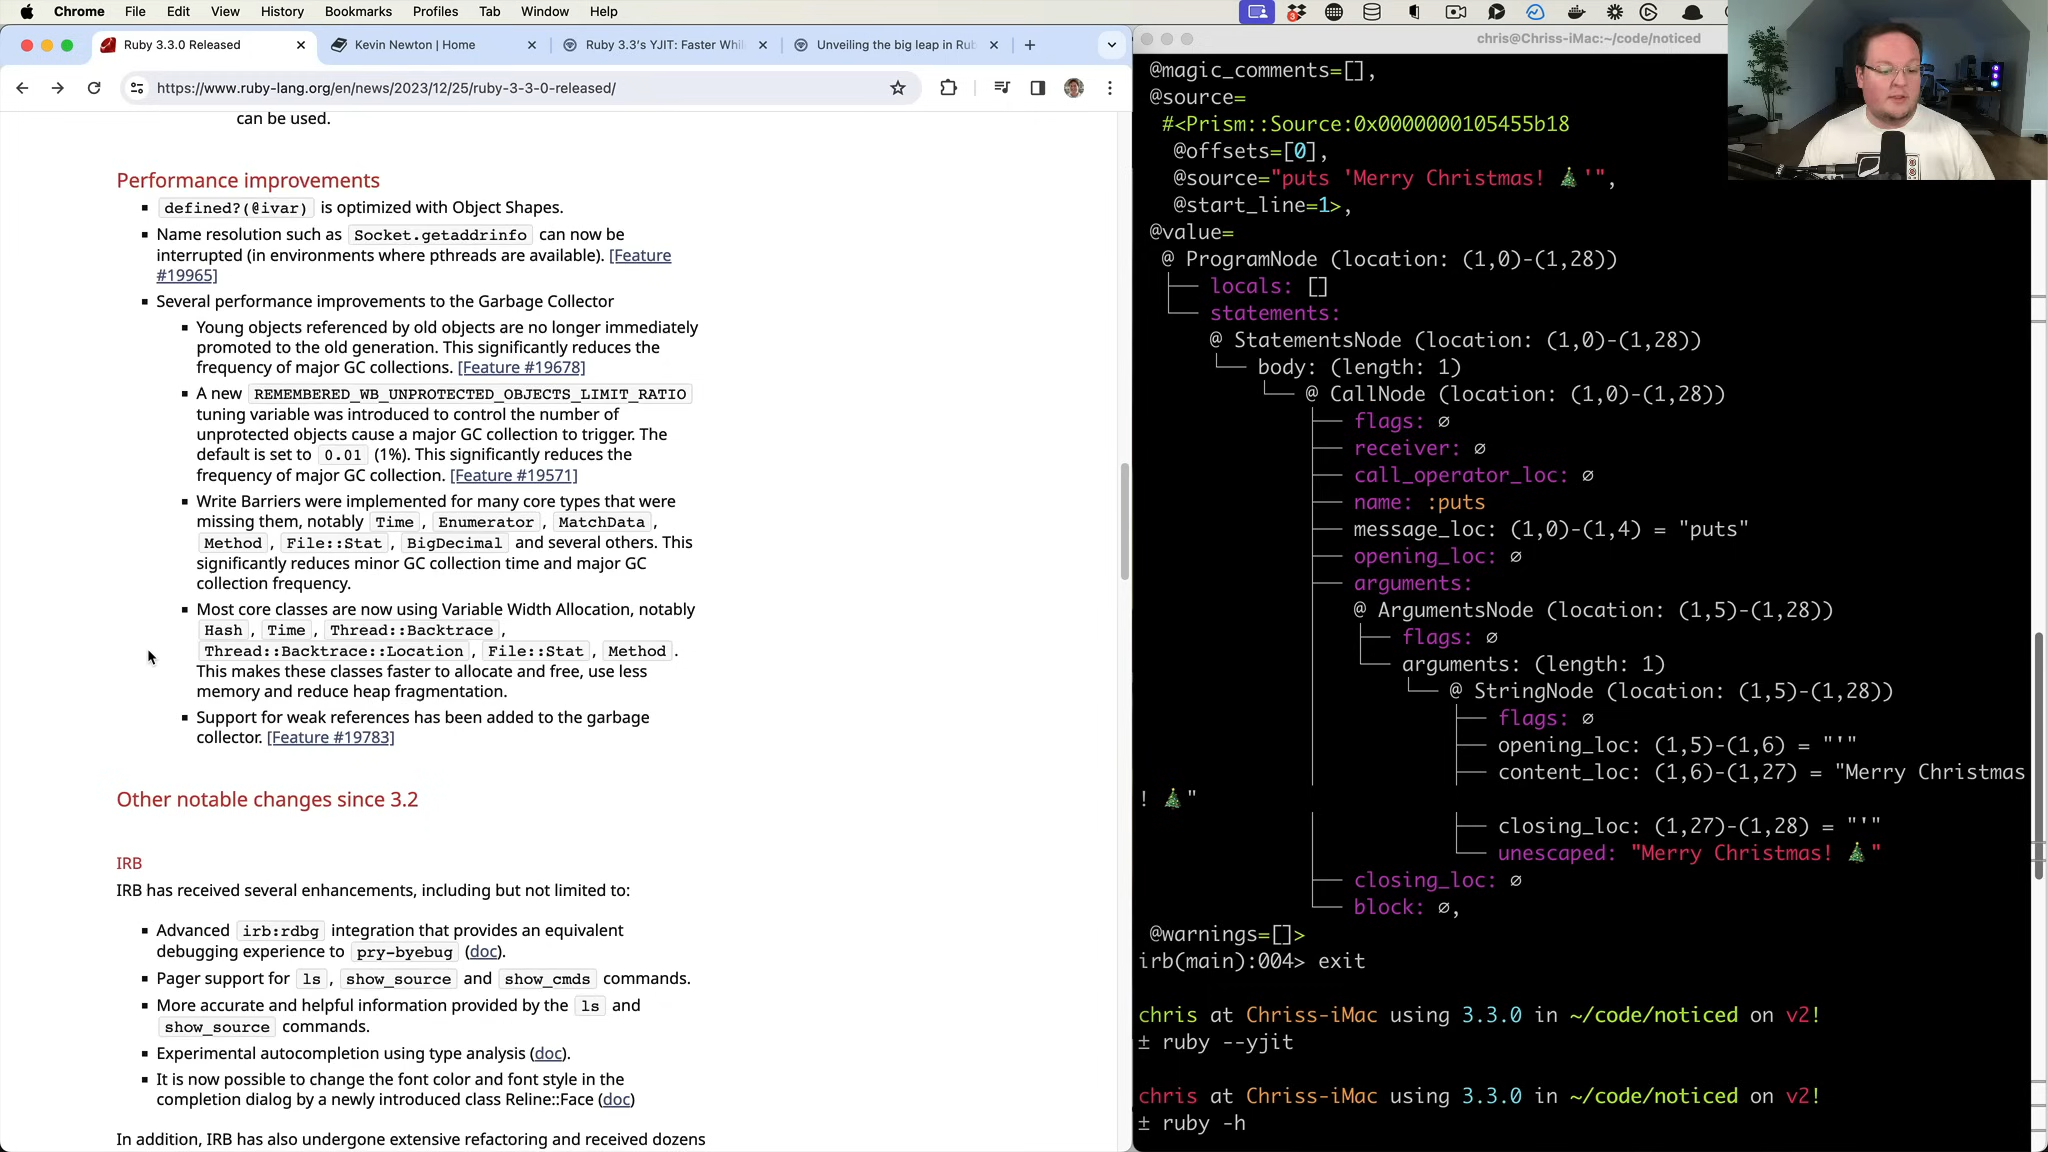 Chrome File Edit View History Bookmarks Profiles Tab Window Help
Ruby 3.3.0 Released
Kevin Newton | Home
Ruby 3.3's YJIT: Faster Whil
Unveiling the big leap in Ru
https://www.ruby-lang.org/en/news/2023/12/25/ruby-3-3-0-released/
can be used.
Performance improvements
defined?(@ivar) is optimized with Object Shapes.
Name resolution such as Socket.getaddrinfo can now be
interrupted (in environments where pthreads are available). [Feature
#19965]
Several performance improvements to the Garbage Collector
Young objects referenced by old objects are no longer immediately
promoted to the old generation. This significantly reduces the
frequency of major GC collections. [Feature #19678]
A new REMEMBERED_WB_UNPROTECTED_OBJECTS_LIMIT_RATIO
tuning variable was introduced to control the number of
unprotected objects cause a major GC collection to trigger. The
default is set to 0.01 (1%). This significantly reduces the
frequency of major GC collection. [Feature #19571]
Write Barriers were implemented for many core types that were
missing them, notably Time, Enumerator, MatchData,
Method, File::Stat, BigDecimal and several others. This
significantly reduces minor GC collection time and major GC
collection frequency.
Most core classes are now using Variable Width Allocation, notably
Hash, Time, Thread::Backtrace,
Thread::Backtrace::Location, File::Stat, Method.
This makes these classes faster to allocate and free, use less
memory and reduce heap fragmentation.
Support for weak references has been added to the garbage
collector. [Feature #19783]
Other notable changes since 3.2
IRB
IRB has received several enhancements, including but not limited to:
Advanced irb:rdbg integration that provides an equivalent
debugging experience to pry-byebug (doc).
Pager support for ls, show_source and show_cmds commands.
More accurate and helpful information provided by the ls and
show_source commands.
Experimental autocompletion using type analysis (doc).
It is now possible to change the font color and font style in the
completion dialog by a newly introduced class Reline::Face (doc)
In addition, IRB has also undergone extensive refactoring and received dozens
chris@Chriss-iMac:~/code/noticed
@magic_comments=[],
@source=
#<Prism::Source:0x0000000105455b18
@offsets=[0],
@source="puts 'Merry Christmas! 🎄'",
@start_line=1>,
@value=
@ ProgramNode (location: (1,0)-(1,28))
├── locals: []
└── statements:
@ StatementsNode (location: (1,0)-(1,28))
└── body: (length: 1)
└── @ CallNode (location: (1,0)-(1,28))
├── flags: ∅
├── receiver: ∅
├── call_operator_loc: ∅
├── name: :puts
├── message_loc: (1,0)-(1,4) = "puts"
├── opening_loc: ∅
├── arguments:
│ @ ArgumentsNode (location: (1,5)-(1,28))
│ ├── flags: ∅
│ └── arguments: (length: 1)
│ └── @ StringNode (location: (1,5)-(1,28))
│ ├── flags: ∅
│ ├── opening_loc: (1,5)-(1,6) = "'"
│ ├── content_loc: (1,6)-(1,27) = "Merry Christmas
! 🎄"
│ ├── closing_loc: (1,27)-(1,28) = "'"
│ └── unescaped: "Merry Christmas! 🎄"
├── closing_loc: ∅
└── block: ∅,
@warnings=[]>
irb(main):004> exit
chris at Chriss-iMac using 3.3.0 in ~/code/noticed on v2!
± ruby --yjit
chris at Chriss-iMac using 3.3.0 in ~/code/noticed on v2!
± ruby -h